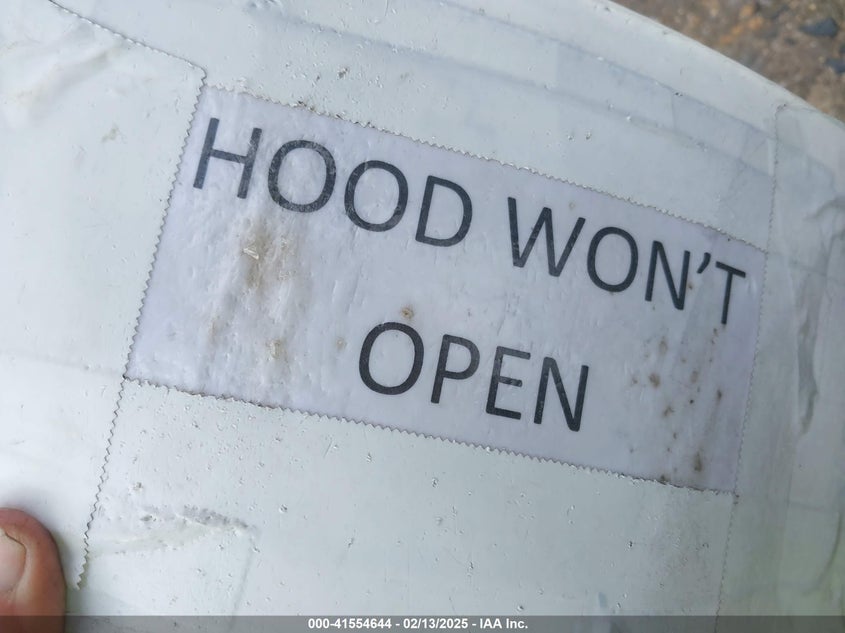 HOOD WON'T
OPEN
000-41554644 - 02/13/2025 - IAA Inc.